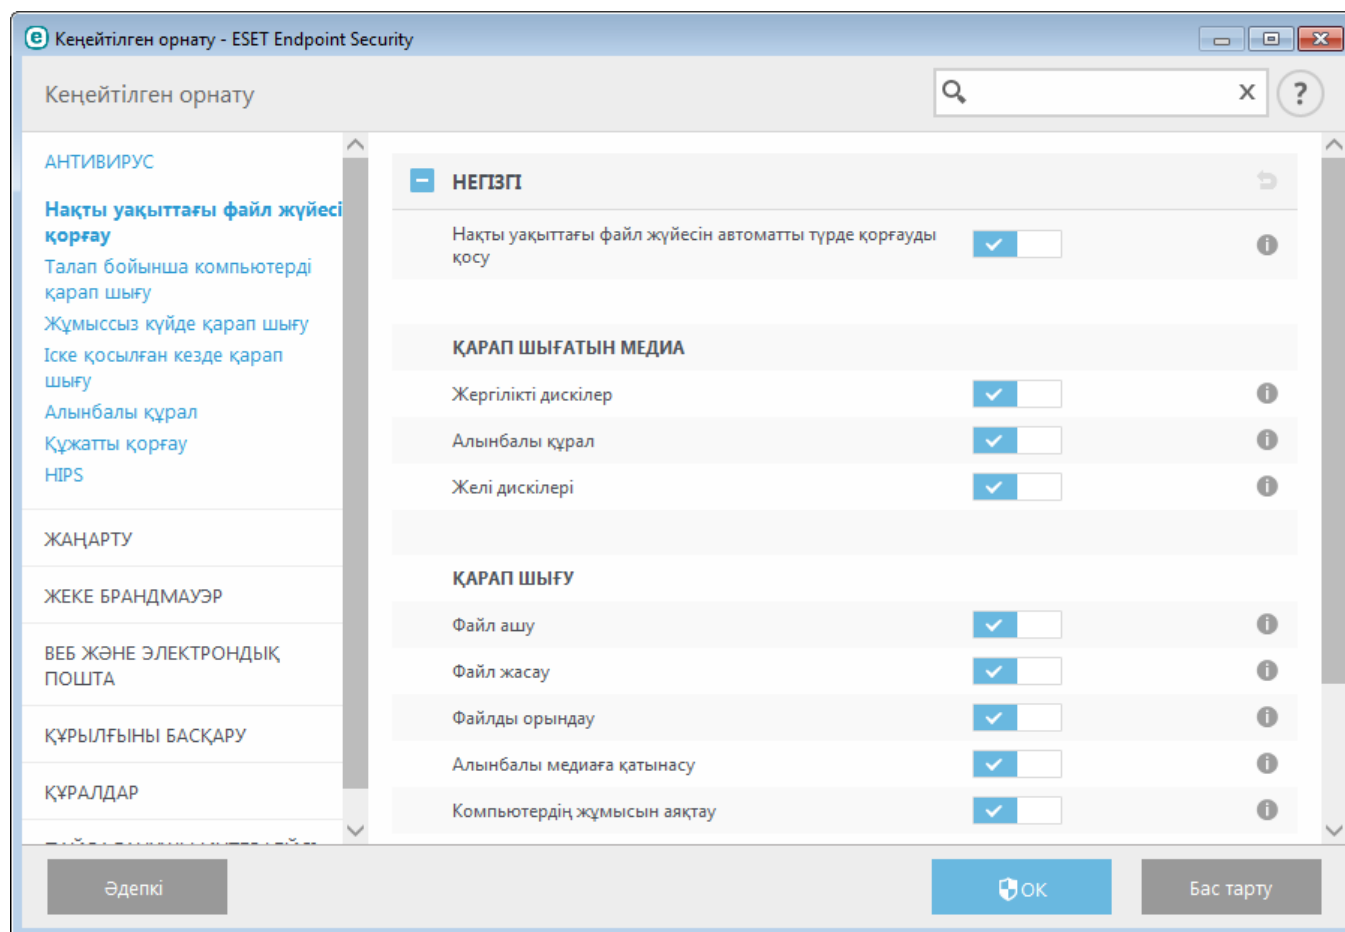 Кеңейтілген орнату - ESET Endpoint Security
Кеңейтілген орнату
АНТИВИРУС
Нақты уақыттағы файл жүйесі
қорғау
Талап бойынша компьютерді
қарап шығу
Жұмыссыз күйде қарап шығу
Іске қосылған кезде қарап
шығу
Алынбалы құрал
Құжатты қорғау
HIPS
ЖАҢАРТУ
ЖЕКЕ БРАНДМАУЭР
ВЕБ ЖӘНЕ ЭЛЕКТРОНДЫҚ
ПОШТА
ҚҰРЫЛҒЫНЫ БАСҚАРУ
ҚҰРАЛДАР
НЕГІЗГІ
Нақты уақыттағы файл жүйесін автоматты түрде қорғауды
қосу
ҚАРАП ШЫҒАТЫН МЕДИА
Жергілікті дискілер
Алынбалы құрал
Желі дискілері
ҚАРАП ШЫҒУ
Файл ашу
Файл жасау
Файлды орындау
Алынбалы медиаға қатынасу
Компьютердің жұмысын аяқтау
Әдепкі
OK
Бас тарту